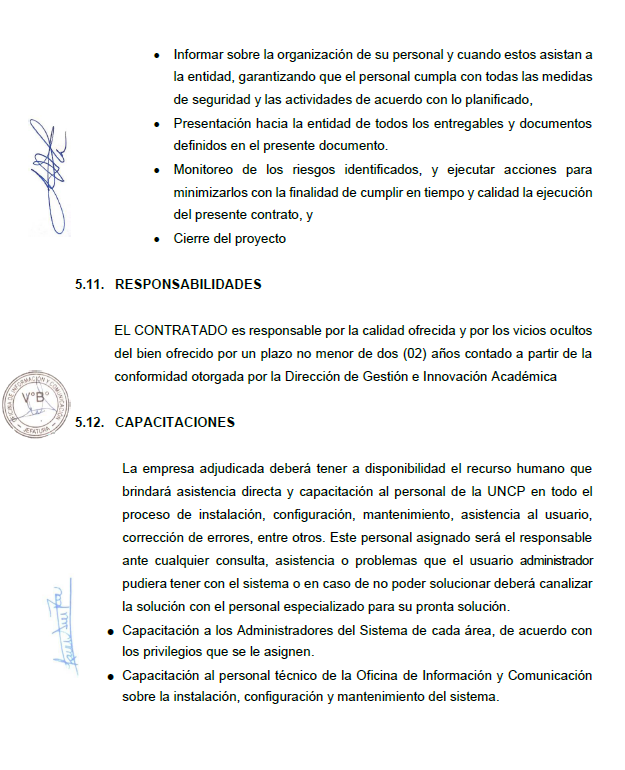 • Informar sobre la organización de su personal y cuando estos asistan a
la entidad, garantizando que el personal cumpla con todas las medidas
de seguridad y las actividades de acuerdo con lo planificado,
• Presentación hacia la entidad de todos los entregables y documentos
definidos en el presente documento.
• Monitoreo de los riesgos identificados, y ejecutar acciones para
minimizarlos con la finalidad de cumplir en tiempo y calidad la ejecución
del presente contrato, y
• Cierre del proyecto
5.11. RESPONSABILIDADES
EL CONTRATADO es responsable por la calidad ofrecida y por los vicios ocultos
del bien ofrecido por un plazo no menor de dos (02) años contado a partir de la
conformidad otorgada por la Dirección de Gestión e Innovación Académica
OFICINA DE INFORMACIÓN Y COMUNICACIÓN
V°B°
JEFATURA
5.12. CAPACITACIONES
La empresa adjudicada deberá tener a disponibilidad el recurso humano que
brindará asistencia directa y capacitación al personal de la UNCP en todo el
proceso de instalación, configuración, mantenimiento, asistencia al usuario,
corrección de errores, entre otros. Este personal asignado será el responsable
ante cualquier consulta, asistencia o problemas que el usuario administrador
pudiera tener con el sistema o en caso de no poder solucionar deberá canalizar
la solución con el personal especializado para su pronta solución.
• Capacitación a los Administradores del Sistema de cada área, de acuerdo con
los privilegios que se le asignen.
• Capacitación al personal técnico de la Oficina de Información y Comunicación
sobre la instalación, configuración y mantenimiento del sistema.